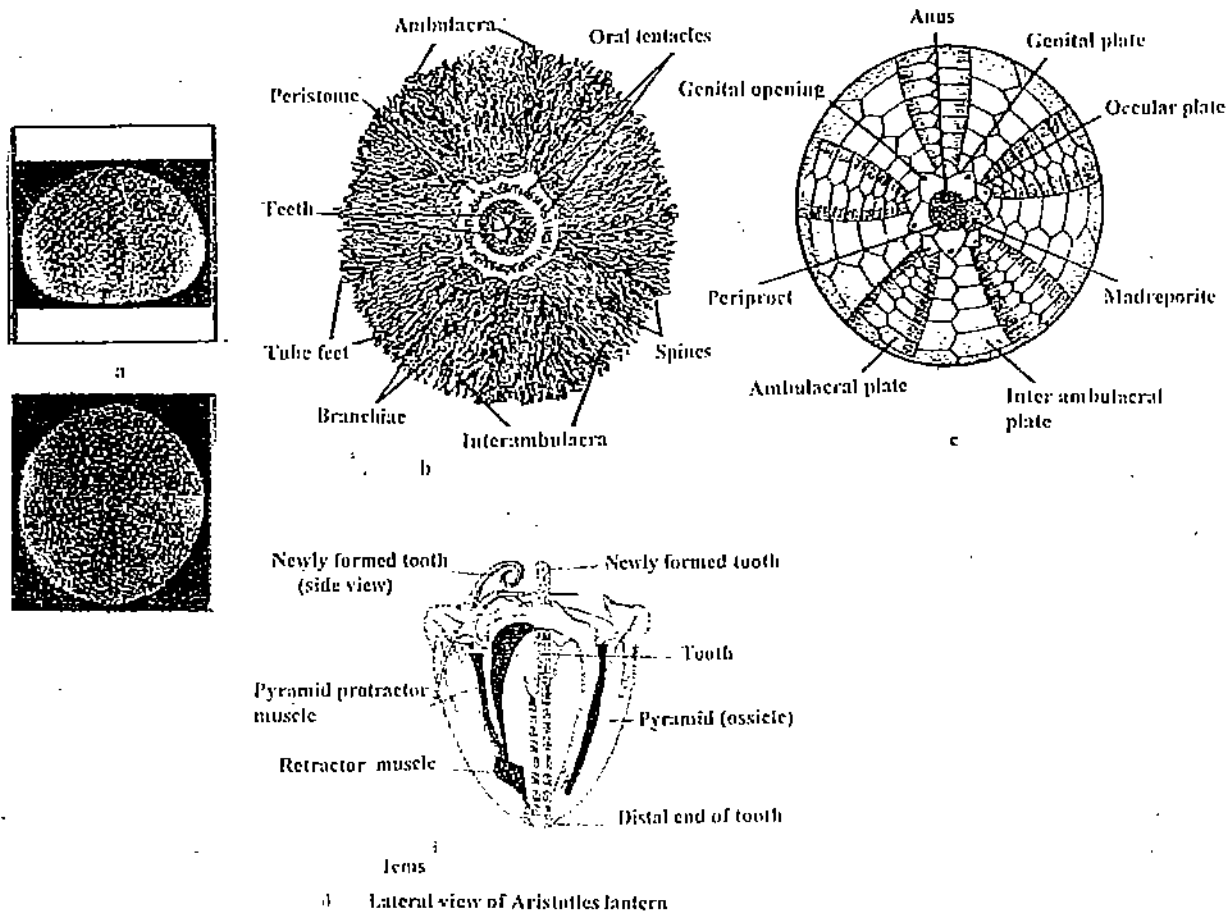 a
Ambulacra
Oral tentacles
Peristome
Teeth
Tube feet
Branchiae
Interambulacra
Spines
b
Anus
Genital plate
Genital opening
Occular plate
Periproct
Madreporite
Ambulacral plate
Inter ambulacral
plate
c
Newly formed tooth
(side view)
Newly formed tooth
Tooth
Pyramid protractor
muscle
Pyramid (ossicle)
Retractor muscle
Distal end of tooth
d Lateral view of Aristotles lantern